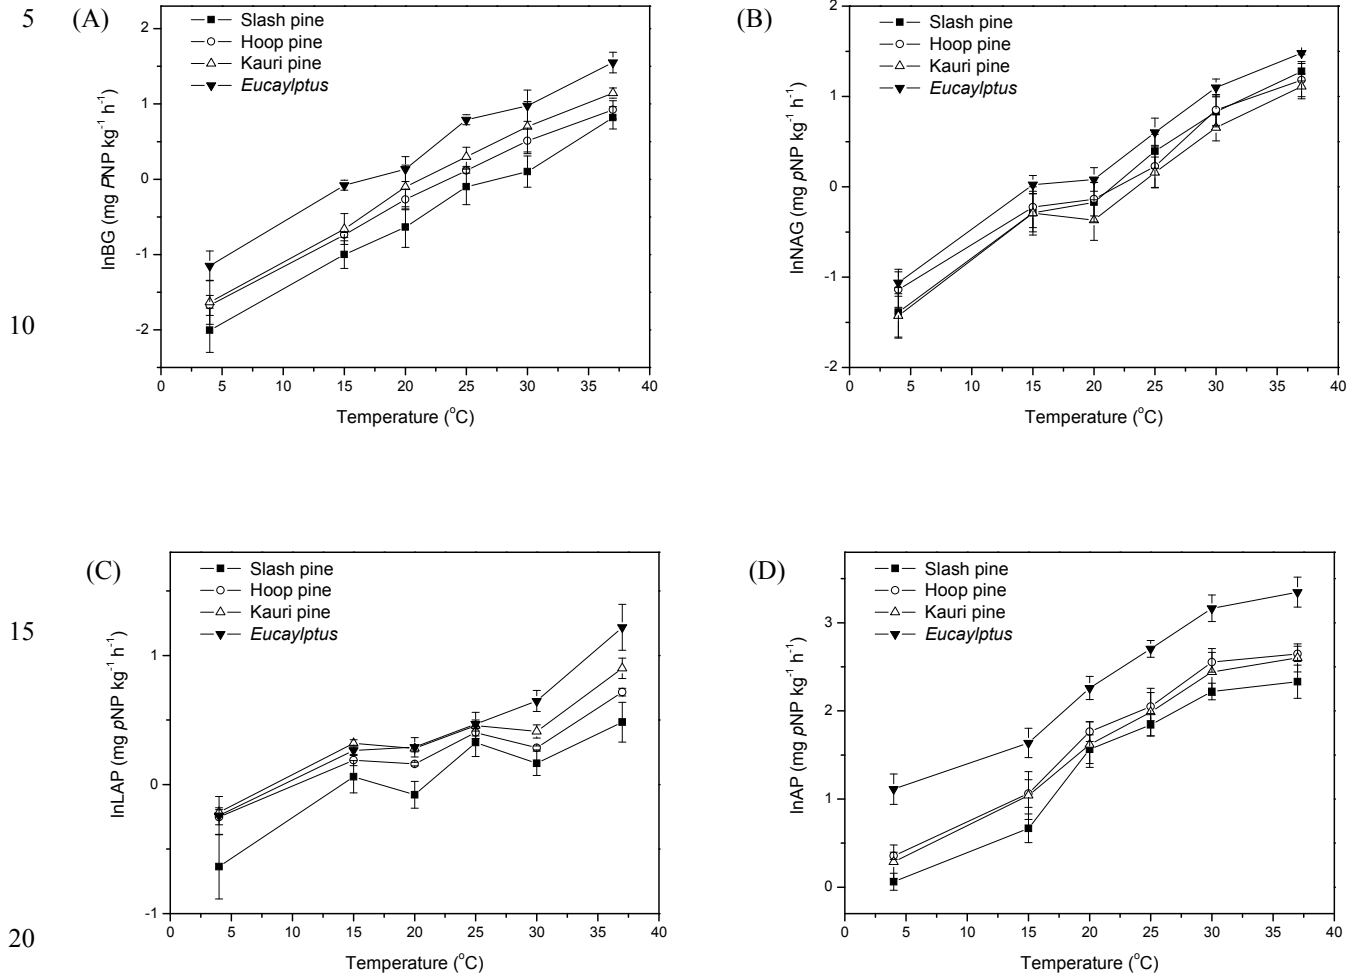 5
(A)
Slash pine
Hoop pine
Kauri pine
Eucaylptus
lnBG (mg PNP kg⁻¹ h⁻¹)
2
1
0
-1
-2
0 5 10 15 20 25 30 35 40
Temperature (°C)
(B)
Slash pine
Hoop pine
Kauri pine
Eucaylptus
lnNAG (mg pNP kg⁻¹ h⁻¹)
2
1
0
-1
-2
0 5 10 15 20 25 30 35 40
Temperature (°C)
10
(C)
Slash pine
Hoop pine
Kauri pine
Eucaylptus
lnLAP (mg pNP kg⁻¹ h⁻¹)
1
0
-1
0 5 10 15 20 25 30 35 40
Temperature (°C)
15
(D)
Slash pine
Hoop pine
Kauri pine
Eucaylptus
lnAP (mg pNP kg⁻¹ h⁻¹)
3
2
1
0
0 5 10 15 20 25 30 35 40
Temperature (°C)
20